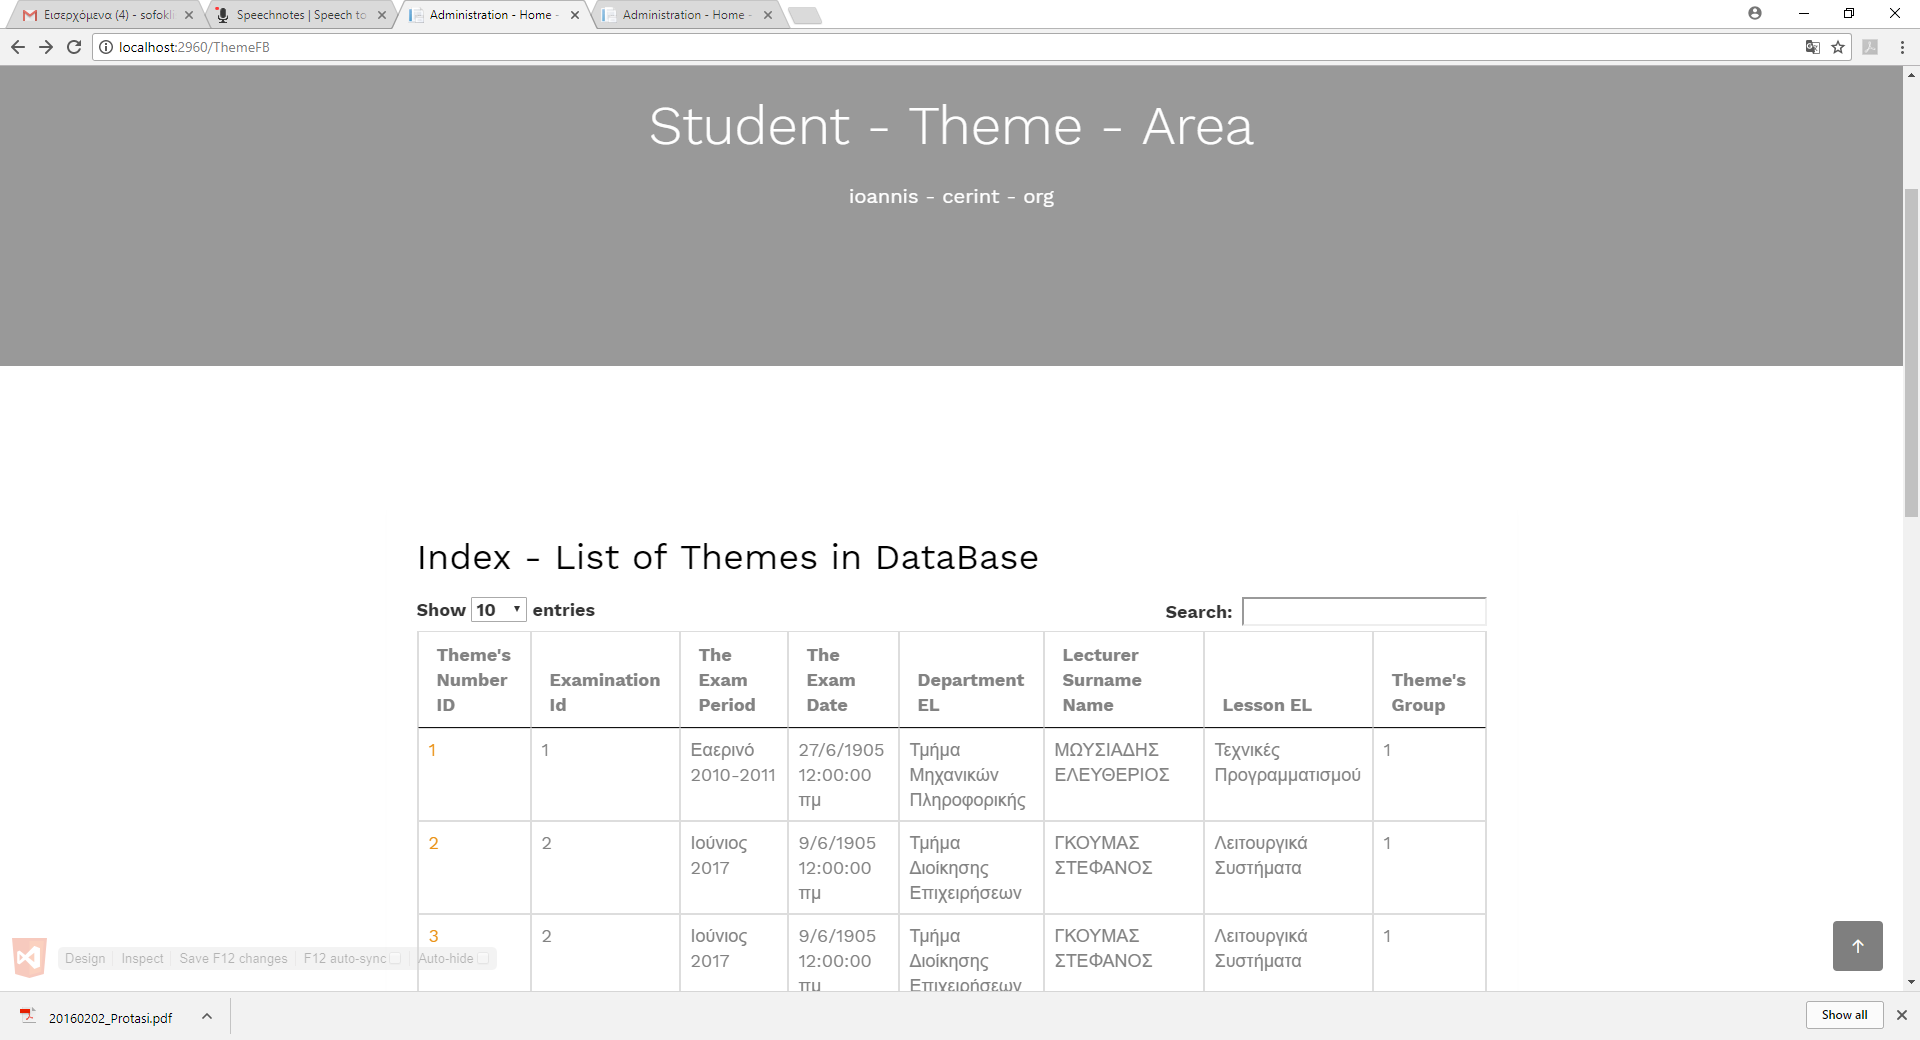 Εισερχόμενα (4) - sofokli
Speechnotes | Speech to
Administration - Home -
Administration - Home -
localhost:2960/ThemeFB
Student - Theme - Area
ioannis - cerint - org
Index - List of Themes in DataBase
Show 10 entries
Search:
Theme's Number ID
Examination Id
The Exam Period
The Exam Date
Department EL
Lecturer Surname Name
Lesson EL
Theme's Group
1
1
Εαερινό 2010-2011
27/6/1905 12:00:00 πμ
Τμήμα Μηχανικών Πληροφορικής
ΜΩΥΣΙΑΔΗΣ ΕΛΕΥΘΕΡΙΟΣ
Τεχνικές Προγραμματισμού
1
2
2
Ιούνιος 2017
9/6/1905 12:00:00 πμ
Τμήμα Διοίκησης Επιχειρήσεων
ΓΚΟΥΜΑΣ ΣΤΕΦΑΝΟΣ
Λειτουργικά Συστήματα
1
3
2
Ιούνιος 2017
9/6/1905 12:00:00 πμ
Τμήμα Διοίκησης Επιχειρήσεων
ΓΚΟΥΜΑΣ ΣΤΕΦΑΝΟΣ
Λειτουργικά Συστήματα
1
Design Inspect Save F12 changes F12 auto-sync Auto-hide
20160202_Protasi.pdf
Show all